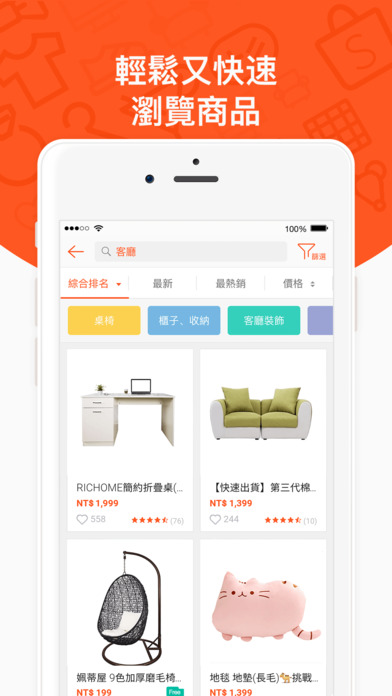 輕鬆又快速
瀏覽商品
100%
客廳
篩選
綜合排名
最新
最熱銷
價格
桌椅
櫃子、收納
客廳裝飾
RICHOME簡約折疊桌(...
【快速出貨】第三代棉...
NT$ 1,999
NT$ 1,399
558
(76)
244
(10)
姵蒂屋 9色加厚磨毛椅...
地毯 地墊(長毛)🐅挑戰...
NT$ 199
Free
NT$ 1,399